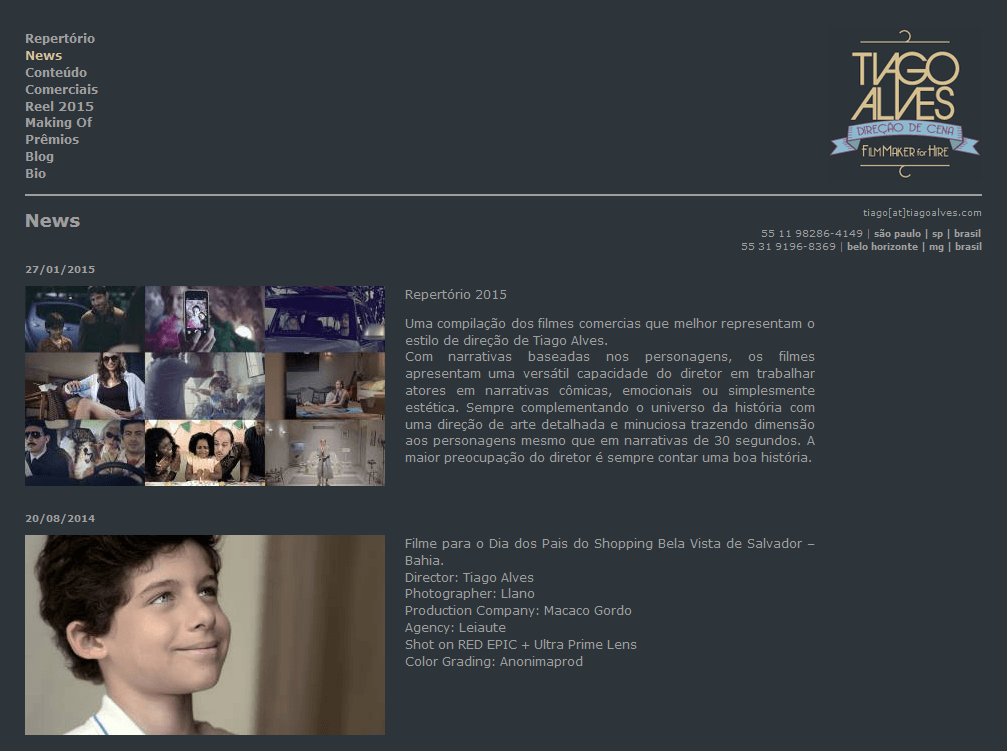 Repertório
News
Conteúdo
Comerciais
Reel 2015
Making Of
Prêmios
Blog
Bio
TIAGO
ALVES
DIREÇÃO DE CENA
FILMMAKER for HIRE
News
tiago[at]tiagoalves.com
55 11 98286-4149 | são paulo | sp | brasil
55 31 9196-8369 | belo horizonte | mg | brasil
27/01/2015
Repertório 2015
Uma compilação dos filmes comercias que melhor representam o
estilo de direção de Tiago Alves.
Com narrativas baseadas nos personagens, os filmes
apresentam uma versátil capacidade do diretor em trabalhar
atores em narrativas cômicas, emocionais ou simplesmente
estética. Sempre complementando o universo da história com
uma direção de arte detalhada e minuciosa trazendo dimensão
aos personagens mesmo que em narrativas de 30 segundos. A
maior preocupação do diretor é sempre contar uma boa história.
20/08/2014
Filme para o Dia dos Pais do Shopping Bela Vista de Salvador –
Bahia.
Director: Tiago Alves
Photographer: Llano
Production Company: Macaco Gordo
Agency: Leiaute
Shot on RED EPIC + Ultra Prime Lens
Color Grading: Anonimaprod